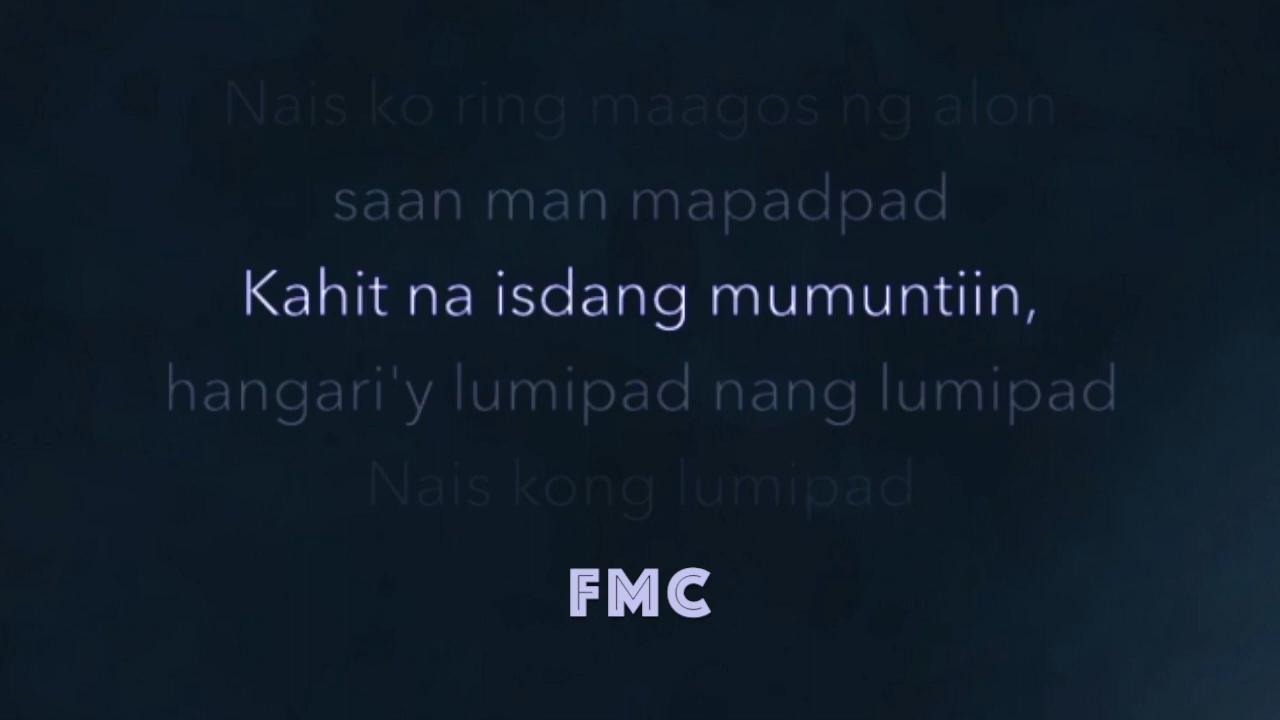 Nais ko ring maagos ng alon
saan man mapadpad
Kahit na isdang mumuntiin,
hangari'y lumipad nang lumipad
Nais kong lumipad
FMC